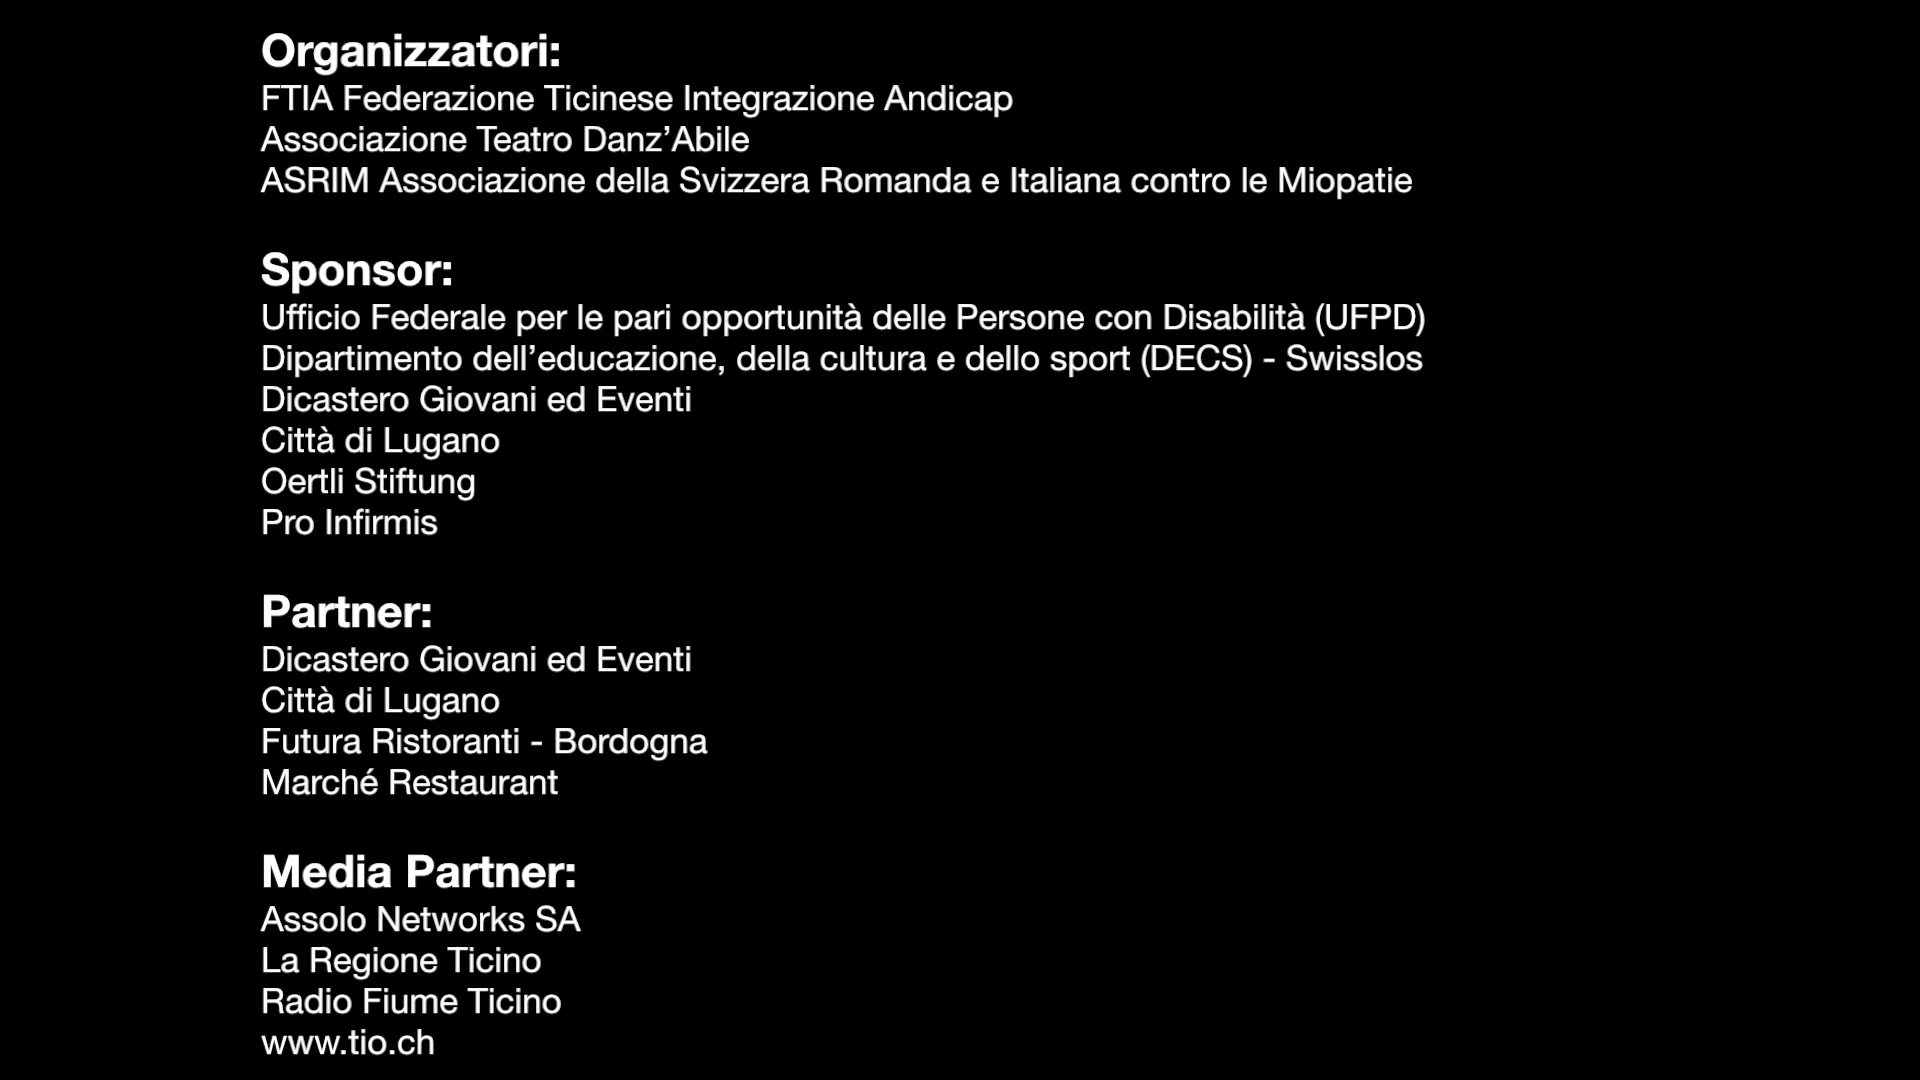 Organizzatori:
FTIA Federazione Ticinese Integrazione Andicap
Associazione Teatro Danz’Abile
ASRIM Associazione della Svizzera Romanda e Italiana contro le Miopatie
Sponsor:
Ufficio Federale per le pari opportunità delle Persone con Disabilità (UFPD)
Dipartimento dell’educazione, della cultura e dello sport (DECS) - Swisslos
Dicastero Giovani ed Eventi
Città di Lugano
Oertli Stiftung
Pro Infirmis
Partner:
Dicastero Giovani ed Eventi
Città di Lugano
Futura Ristoranti - Bordogna
Marché Restaurant
Media Partner:
Assolo Networks SA
La Regione Ticino
Radio Fiume Ticino
www.tio.ch